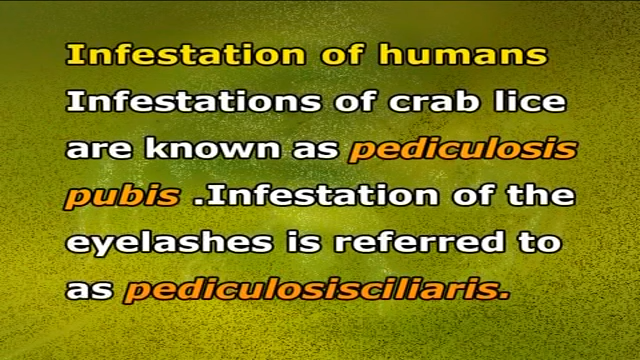 Infestation of humans
Infestations of crab lice
are known as pediculosis
pubis .Infestation of the
eyelashes is referred to
as pediculosisciliaris.